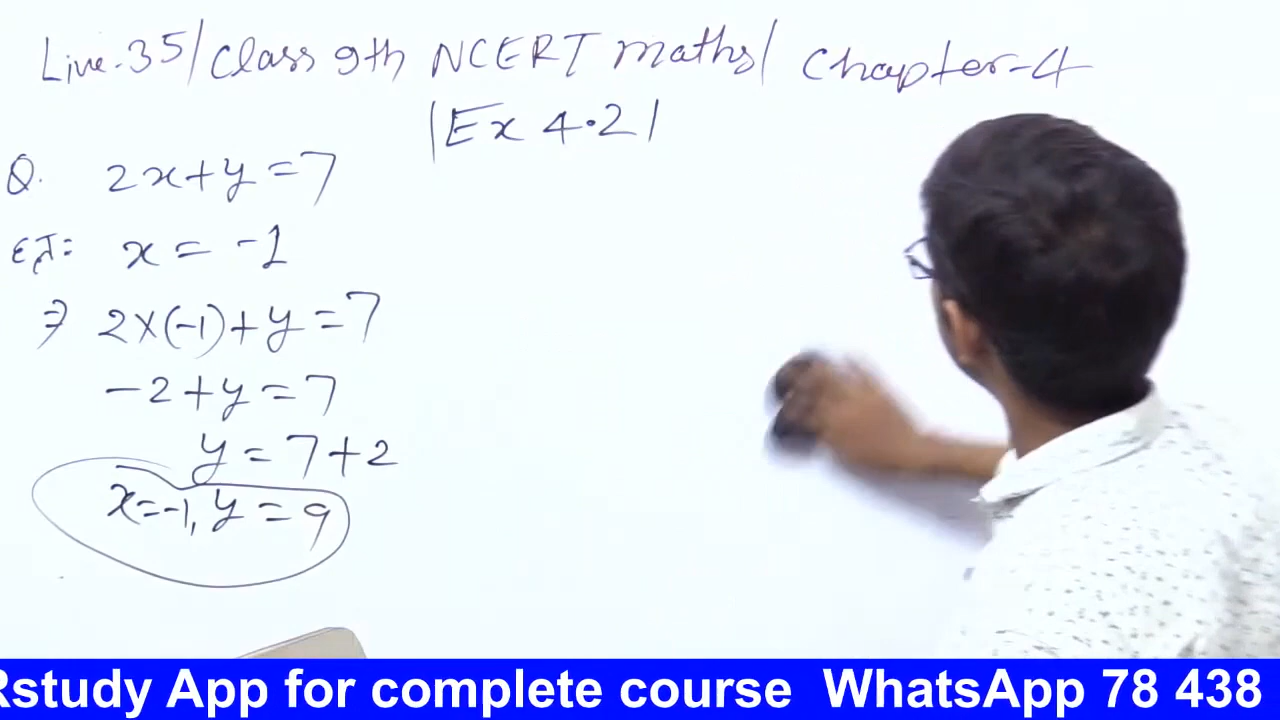 Live-35/Class 9th NCERT maths/ Chapter-4
|Ex 4.2|
Q. 2x+y=7
x = -1
⇒ 2×(-1)+y=7
-2+y=7
y=7+2
x=-1, y=9
Rstudy App for complete course WhatsApp 78 438